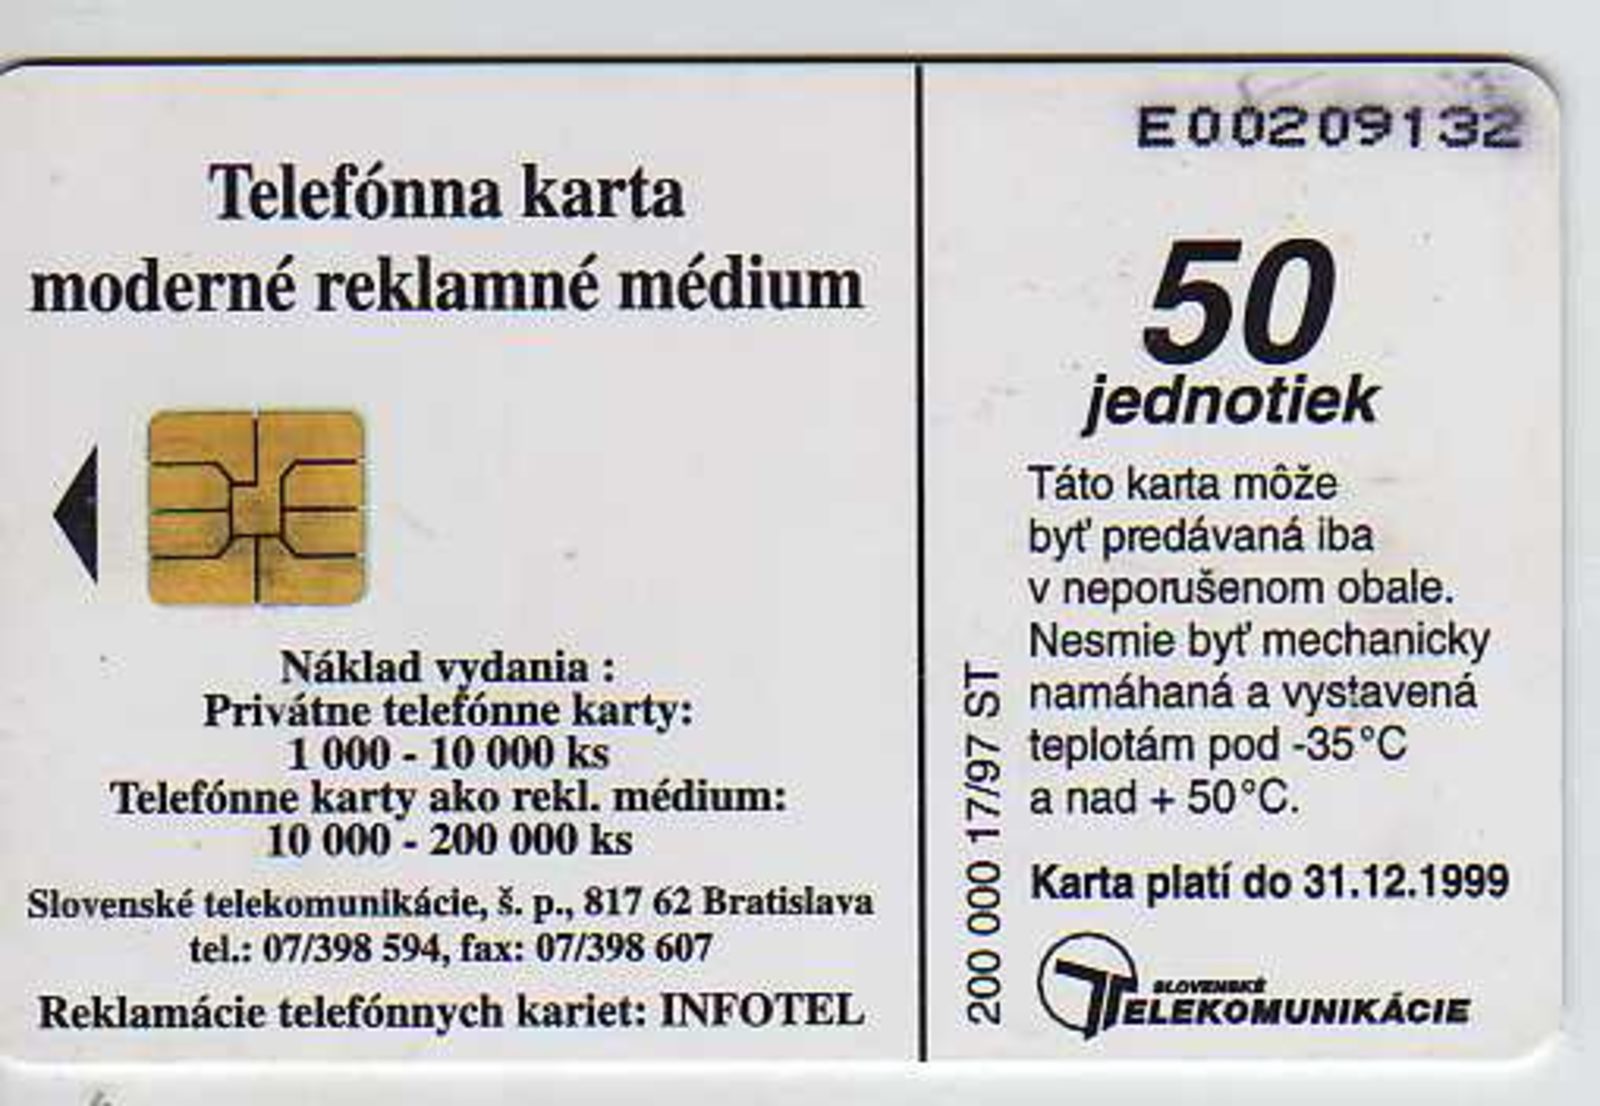 Telefónna karta
moderné reklamné médium
Náklad vydania :
Privátne telefónne karty:
1 000 - 10 000 ks
Telefónne karty ako rekl. médium:
10 000 - 200 000 ks
Slovenské telekomunikácie, š. p., 817 62 Bratislava
tel.: 07/398 594, fax: 07/398 607
Reklamácie telefónnych kariet: INFOTEL
200 000 17/97 ST
E00209132
50
jednotiek
Táto karta môže
byť predávaná iba
v neporušenom obale.
Nesmie byť mechanicky
namáhaná a vystavená
teplotám pod -35°C
a nad + 50°C.
Karta platí do 31.12.1999
SLOVENSKÉ
TELEKOMUNIKÁCIE